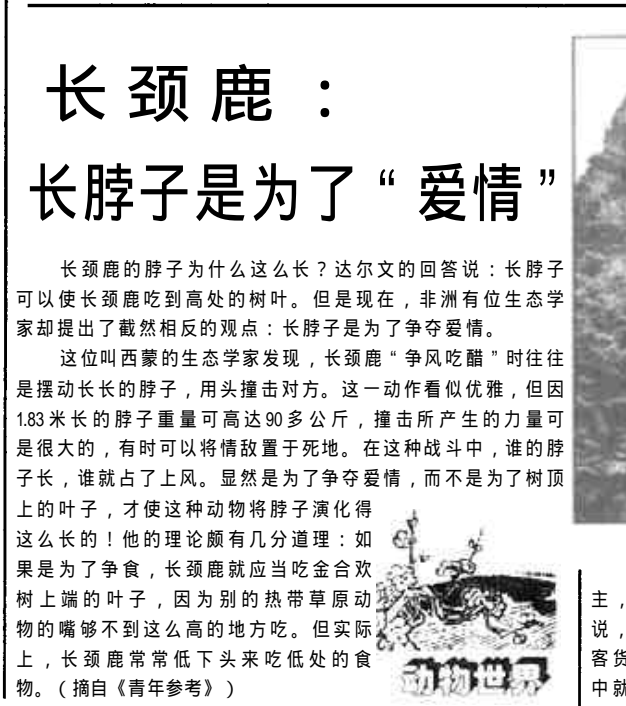 长颈鹿：
长脖子是为了“爱情”
长颈鹿的脖子为什么这么长？达尔文的回答说：长脖子
可以使长颈鹿吃到高处的树叶。但是现在，非洲有位生态学
家却提出了截然相反的观点：长脖子是为了争夺爱情。
这位叫西蒙的生态学家发现，长颈鹿“争风吃醋”时往往
是摆动长长的脖子，用头撞击对方。这一动作看似优雅，但因
1.83米长的脖子重量可高达90多公斤，撞击所产生的力量可
是很大的，有时可以将情敌置于死地。在这种战斗中，谁的脖
子长，谁就占了上风。显然是为了争夺爱情，而不是为了树顶
上的叶子，才使这种动物将脖子演化得
这么长的！他的理论颇有几分道理：如
果是为了争食，长颈鹿就应当吃金合欢
树上端的叶子，因为别的热带草原动
物的嘴够不到这么高的地方吃。但实际
上，长颈鹿常常低下头来吃低处的食
物。（摘自《青年参考》）
动物世界
主，
说，
客货
中就